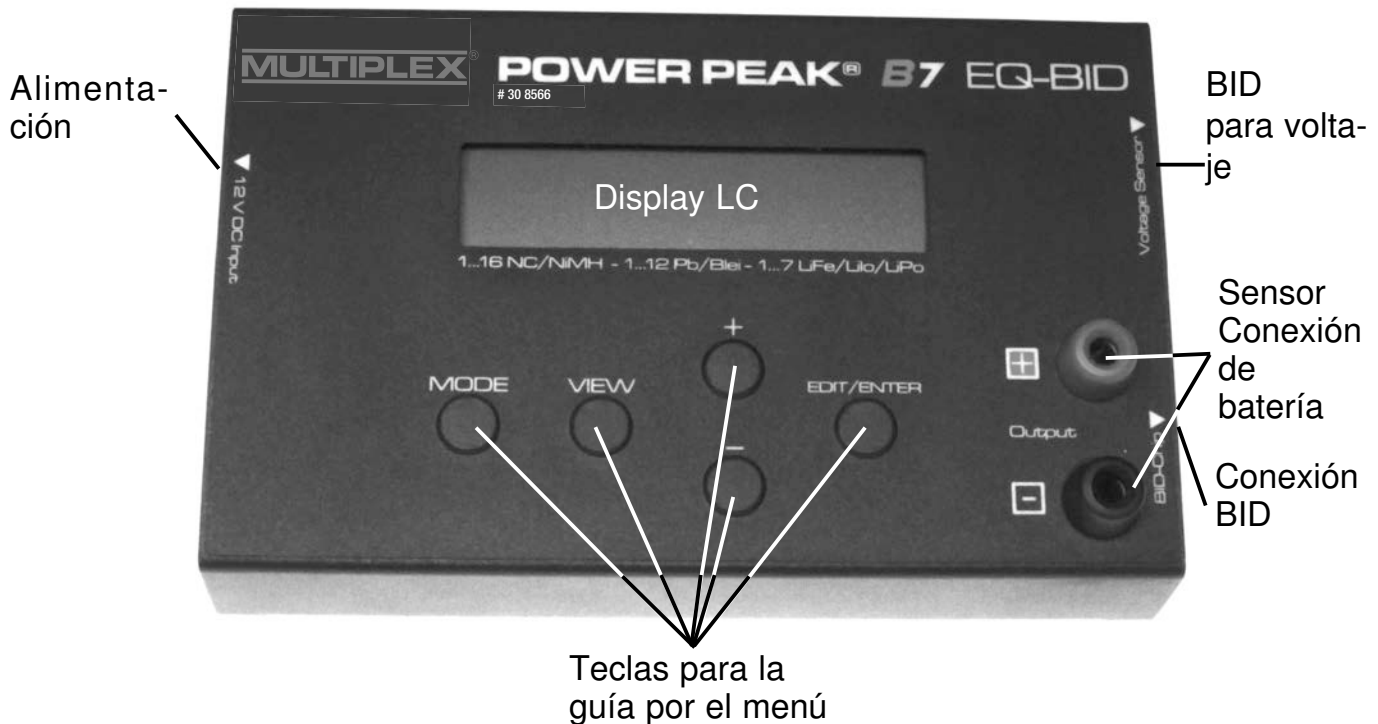 MULTIPLEX®
POWER PEAK® B7 EQ-BID
# 30 8566
Alimenta-
ción
BID
para volta-
je
12 V DC Input
Voltage Sensor
Display LC
1...16 NC/NiMH - 1...12 Pb/Blei - 1...7 LiFe/LiIo/LiPo
Sensor
Conexión
de
batería
+
MODE
VIEW
EDIT/ENTER
+
Output
−
-
Conexión
BID
Teclas para la
guía por el menú